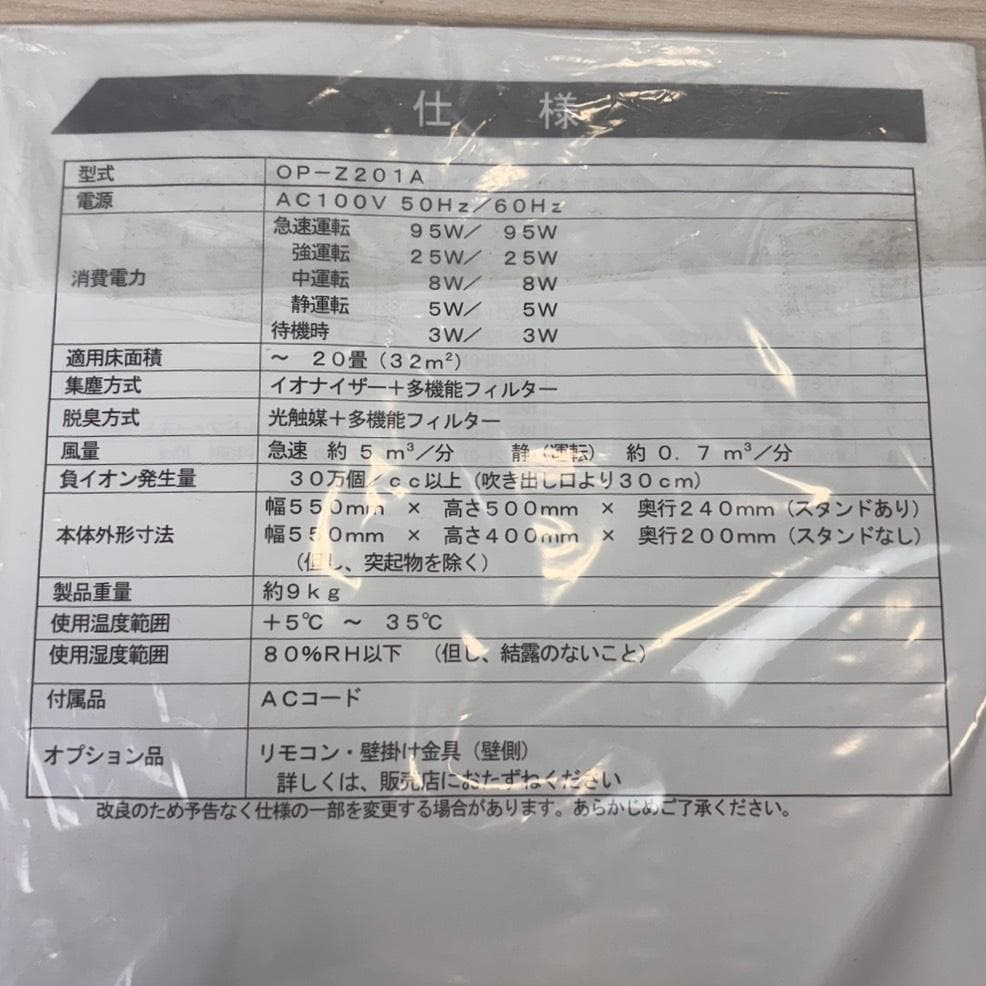 仕様
型式 OP－Z201A
電源 AC100V 50Hz／60Hz
消費電力
急速運転 95W／ 95W
強運転 25W／ 25W
中運転 8W／ 8W
静運転 5W／ 5W
待機時 3W／ 3W
適用床面積 ～ 20畳（32m²）
集塵方式 イオナイザー＋多機能フィルター
脱臭方式 光触媒＋多機能フィルター
風量 急速 約5m³／分 静（運転） 約0.7m³／分
負イオン発生量 30万個／cc以上（吹き出し口より30cm）
本体外形寸法
幅550mm × 高さ500mm × 奥行240mm（スタンドあり）
幅550mm × 高さ400mm × 奥行200mm（スタンドなし）
（但し、突起物を除く）
製品重量 約9kg
使用温度範囲 ＋5℃ ～ 35℃
使用湿度範囲 80％RH以下 （但し、結露のないこと）
付属品 ACコード
オプション品 リモコン・壁掛け金具（壁側）
詳しくは、販売店におたずねください
改良のため予告なく仕様の一部を変更する場合があります。あらかじめご了承ください。